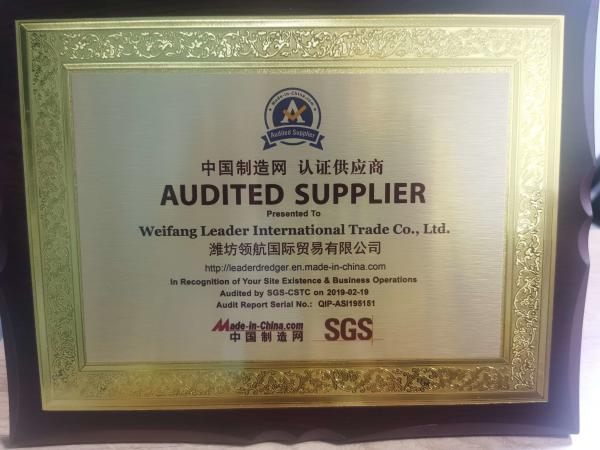 Made-in-China.com
Audited Supplier
中国制造网 认证供应商
AUDITED SUPPLIER
Presented To
Weifang Leader International Trade Co., Ltd.
潍坊领航国际贸易有限公司
http://leaderdredger.en.made-in-china.com
In Recognition of Your Site Existence & Business Operations
Audited by SGS-CSTC on 2019-02-19
Audit Report Serial No.: QIP-ASI195151
Made-in-China.com SGS
中国制造网